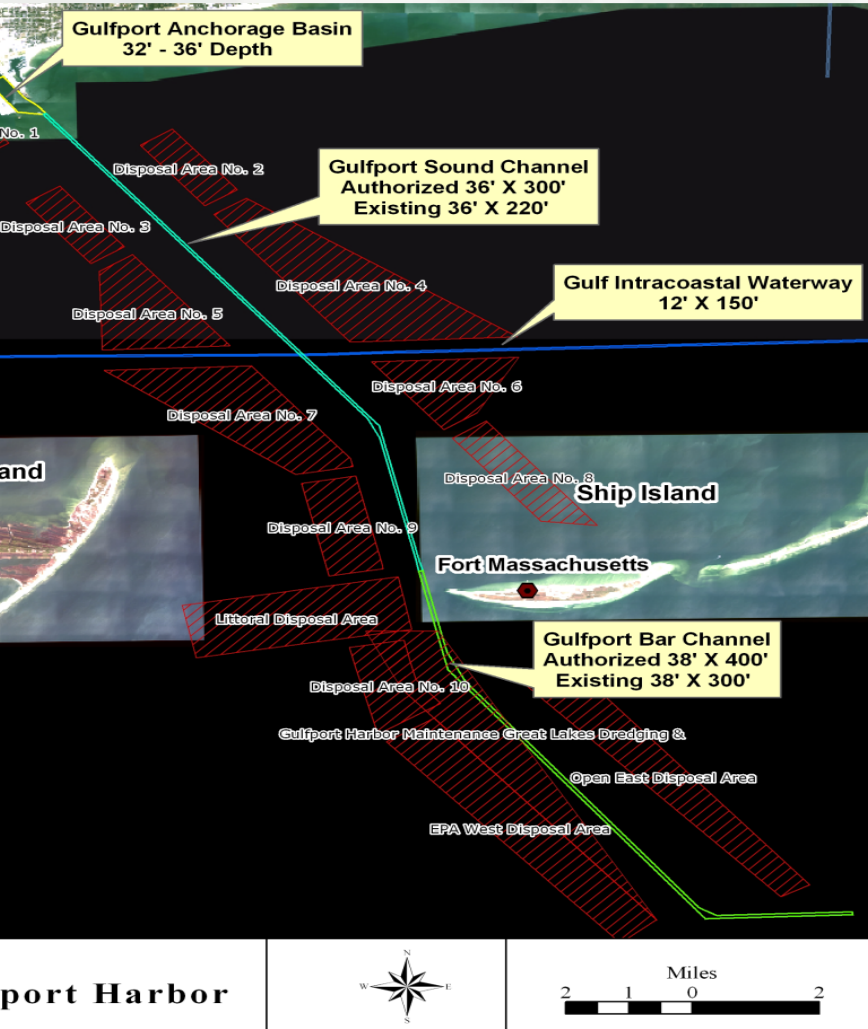 Gulfport Anchorage Basin
32' - 36' Depth
No. 1
Disposal Area No. 2
Gulfport Sound Channel
Authorized 36' X 300'
Existing 36' X 220'
Disposal Area No. 3
Disposal Area No. 4
Gulf Intracoastal Waterway
12' X 150'
Disposal Area No. 5
Disposal Area No. 6
Disposal Area No. 7
and
Disposal Area No. 8
Ship Island
Disposal Area No. 9
Fort Massachusetts
Littoral Disposal Area
Gulfport Bar Channel
Authorized 38' X 400'
Existing 38' X 300'
Disposal Area No. 10
Gulfport Harbor Maintenance Great Lakes Dredging &
Open East Disposal Area
EPA West Disposal Area
port Harbor
N
W E
S
Miles
2 1 0 2